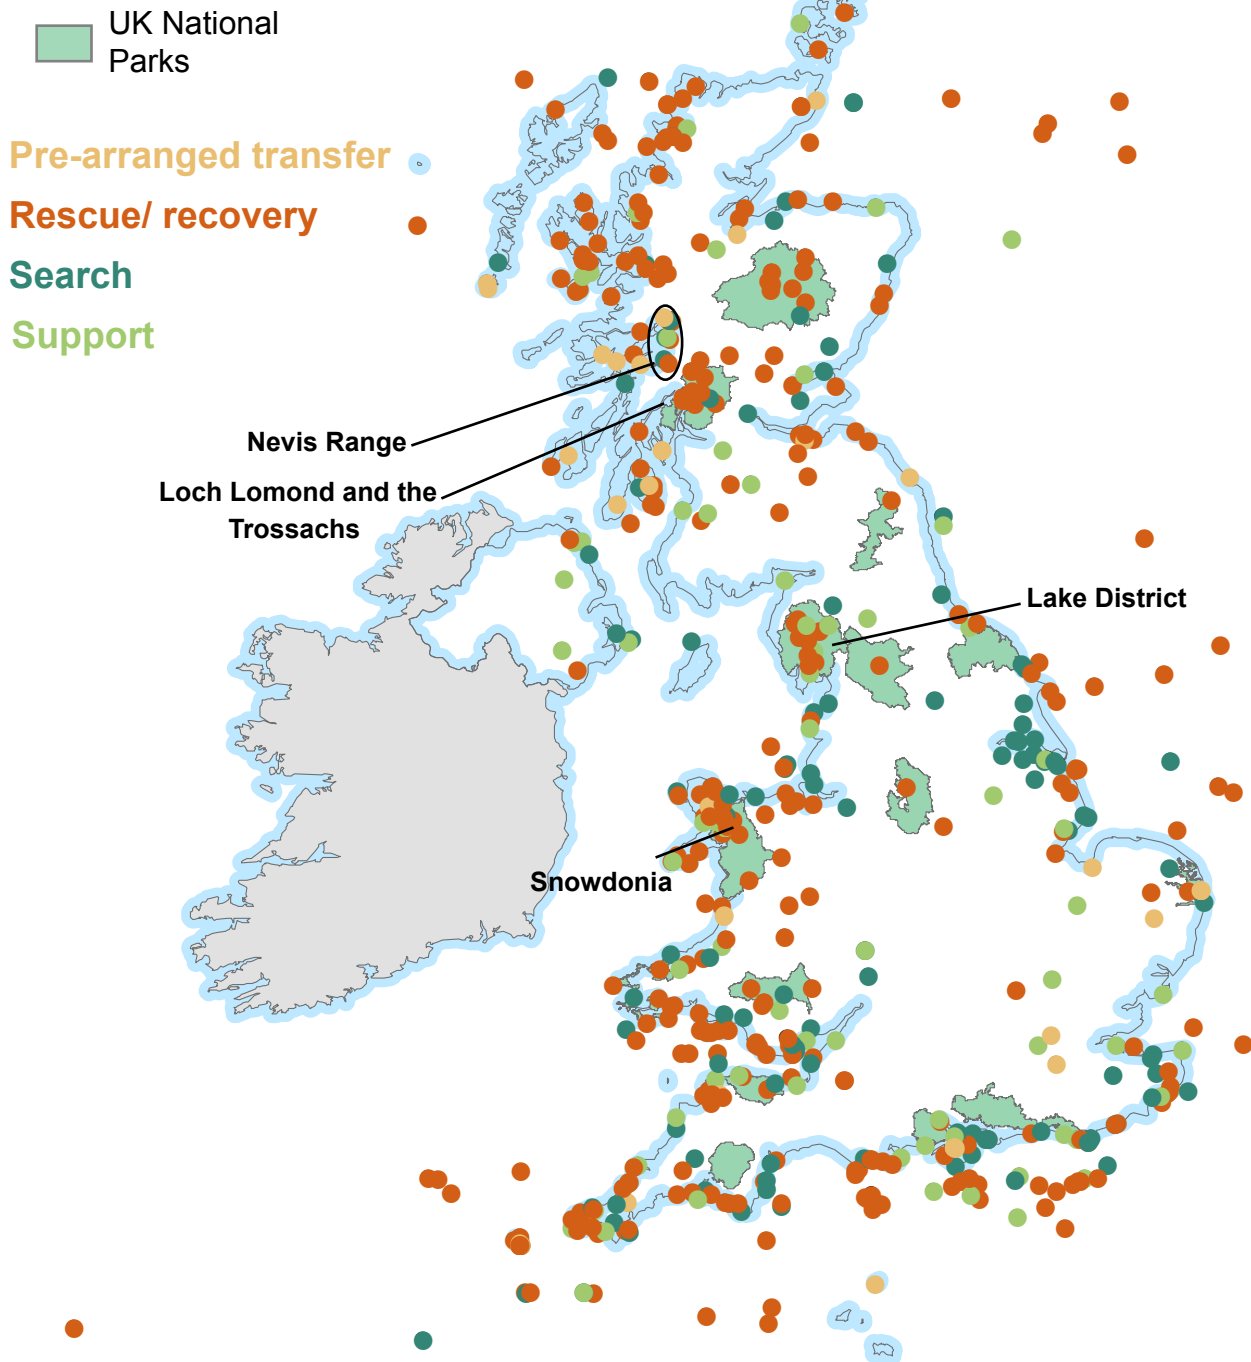 UK National
Parks
Pre-arranged transfer
Rescue/ recovery
Search
Support
Nevis Range
Loch Lomond and the
Trossachs
Lake District
Snowdonia